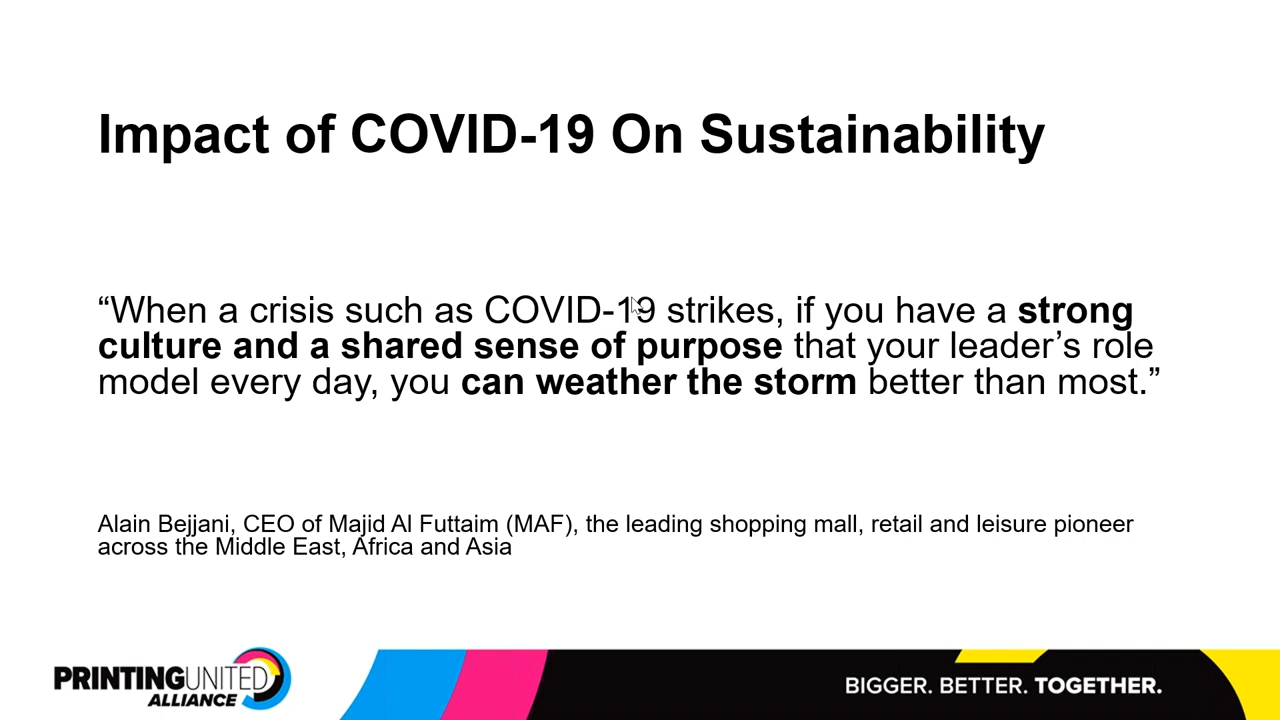 Impact of COVID-19 On Sustainability
“When a crisis such as COVID-19 strikes, if you have a strong
culture and a shared sense of purpose that your leader’s role
model every day, you can weather the storm better than most.”
Alain Bejjani, CEO of Majid Al Futtaim (MAF), the leading shopping mall, retail and leisure pioneer
across the Middle East, Africa and Asia
PRINTINGUNITED
ALLIANCE
BIGGER. BETTER. TOGETHER.